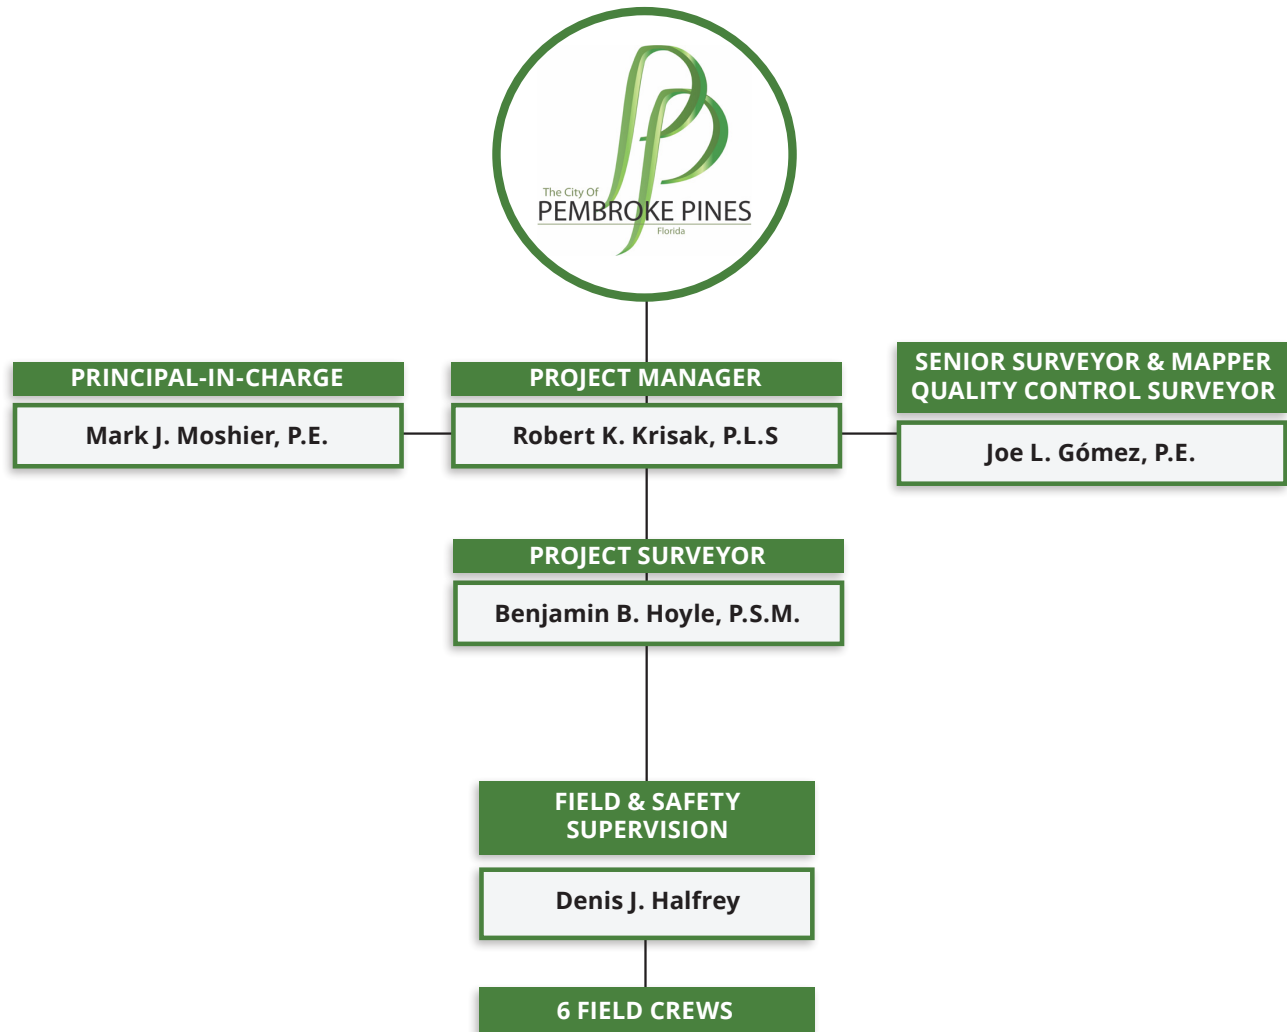 The City Of
PEMBROKE PINES
Florida
PRINCIPAL-IN-CHARGE
Mark J. Moshier, P.E.
PROJECT MANAGER
Robert K. Krisak, P.L.S
SENIOR SURVEYOR & MAPPER
QUALITY CONTROL SURVEYOR
Joe L. Gómez, P.E.
PROJECT SURVEYOR
Benjamin B. Hoyle, P.S.M.
FIELD & SAFETY
SUPERVISION
Denis J. Halfrey
6 FIELD CREWS